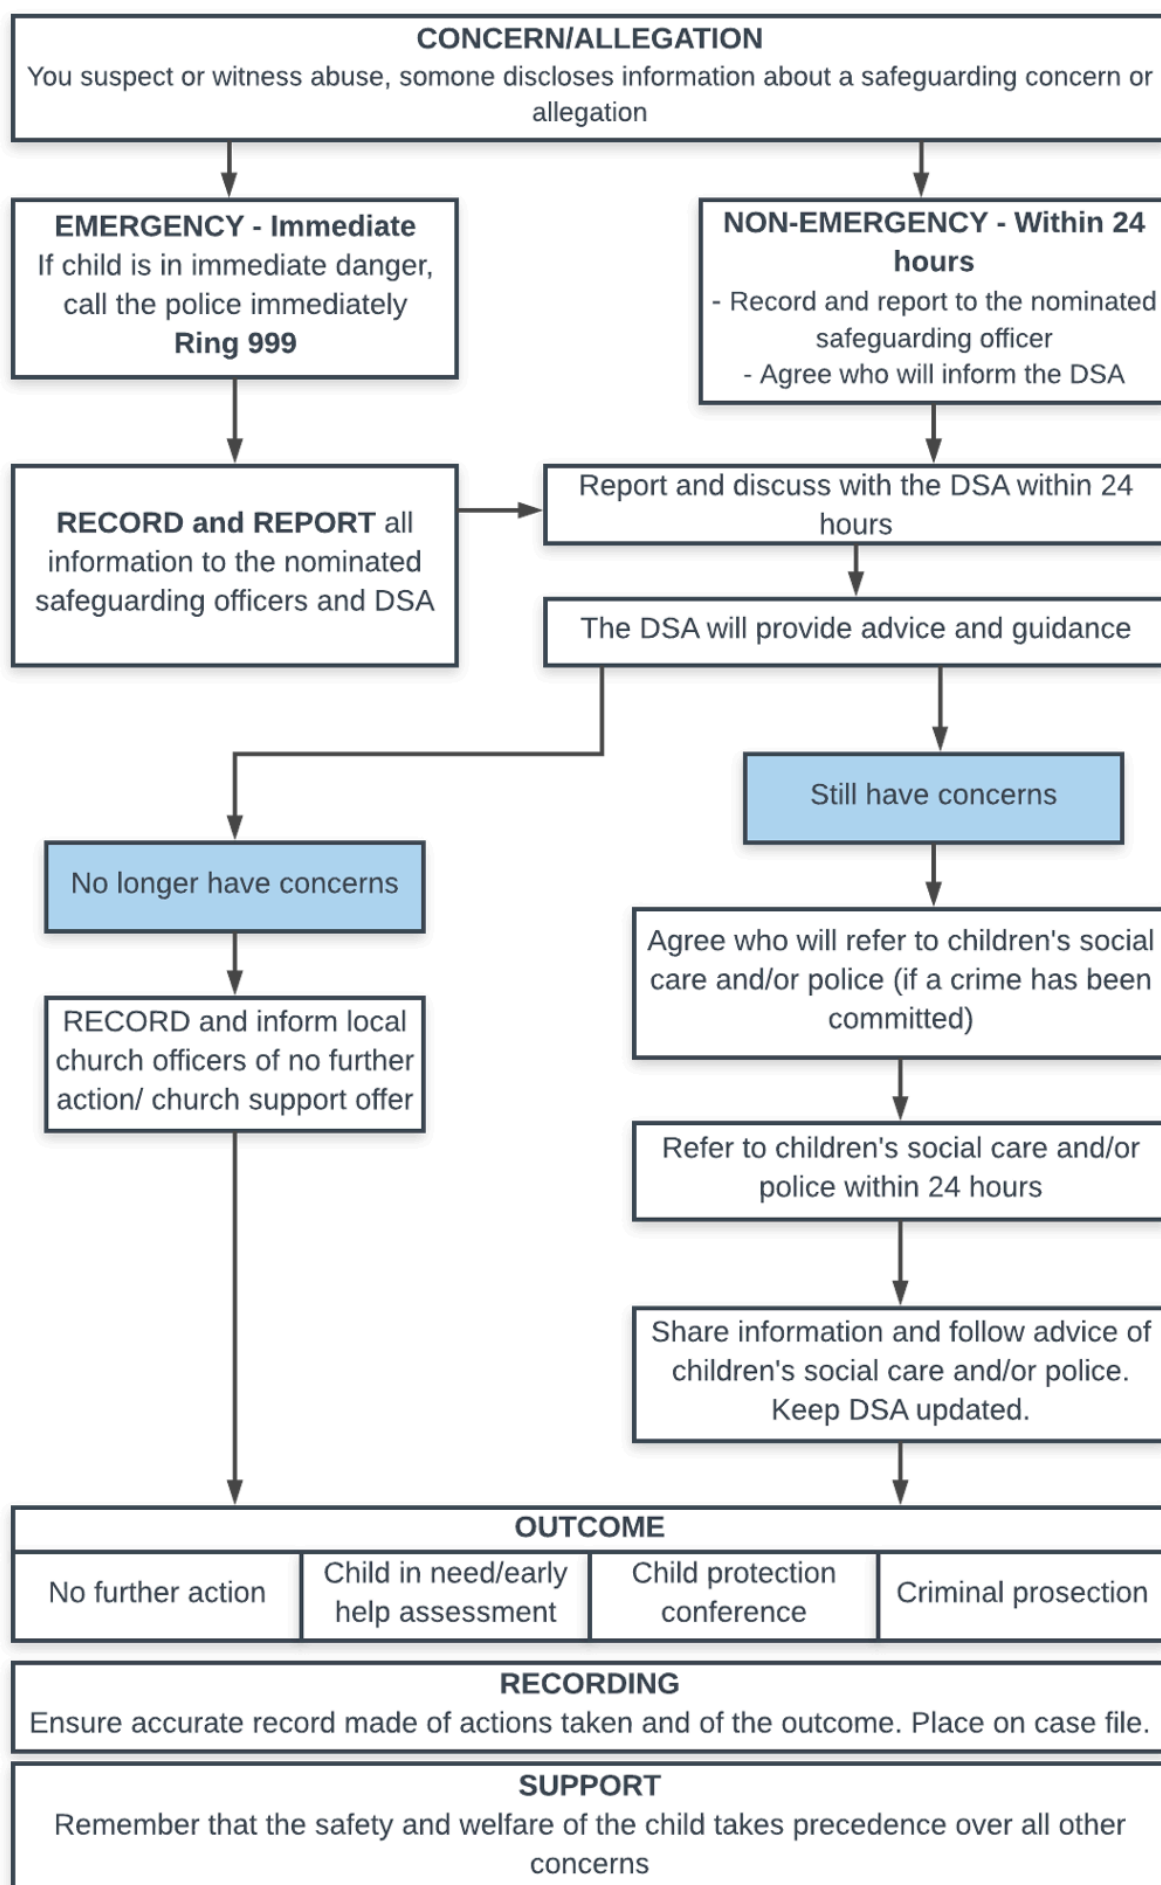 CONCERN/ALLEGATION
You suspect or witness abuse, somone discloses information about a safeguarding concern or
allegation
EMERGENCY - Immediate
If child is in immediate danger,
call the police immediately
Ring 999
NON-EMERGENCY - Within 24
hours
- Record and report to the nominated
safeguarding officer
- Agree who will inform the DSA
RECORD and REPORT all
information to the nominated
safeguarding officers and DSA
Report and discuss with the DSA within 24
hours
The DSA will provide advice and guidance
Still have concerns
No longer have concerns
Agree who will refer to children's social
care and/or police (if a crime has been
committed)
RECORD and inform local
church officers of no further
action/ church support offer
Refer to children's social care and/or
police within 24 hours
Share information and follow advice of
children's social care and/or police.
Keep DSA updated.
OUTCOME
No further action
Child in need/early
help assessment
Child protection
conference
Criminal prosection
RECORDING
Ensure accurate record made of actions taken and of the outcome. Place on case file.
SUPPORT
Remember that the safety and welfare of the child takes precedence over all other
concerns